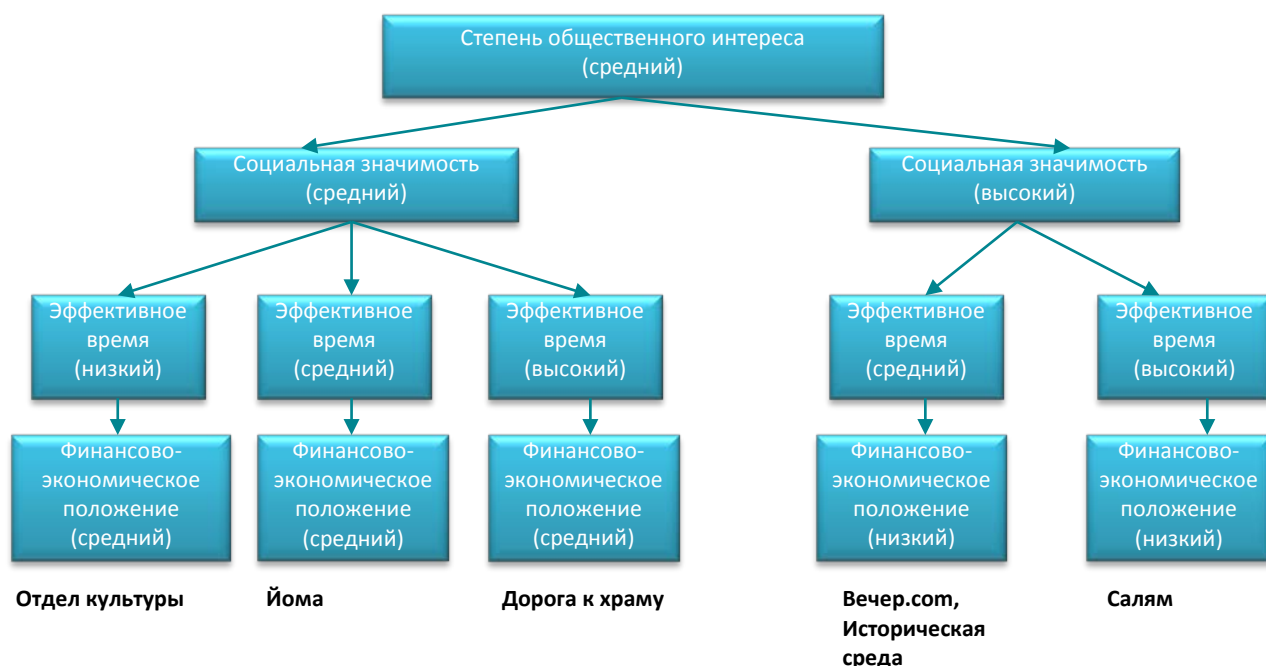 Степень общественного интереса
(средний)
Социальная значимость
(средний)
Социальная значимость
(высокий)
Эффективное
время
(низкий)
Эффективное
время
(средний)
Эффективное
время
(высокий)
Эффективное
время
(средний)
Эффективное
время
(высокий)
Финансово-
экономическое
положение
(средний)
Финансово-
экономическое
положение
(средний)
Финансово-
экономическое
положение
(средний)
Финансово-
экономическое
положение
(низкий)
Финансово-
экономическое
положение
(низкий)
Отдел культуры
Йома
Дорога к храму
Вечер.com,
Историческая
среда
Салям